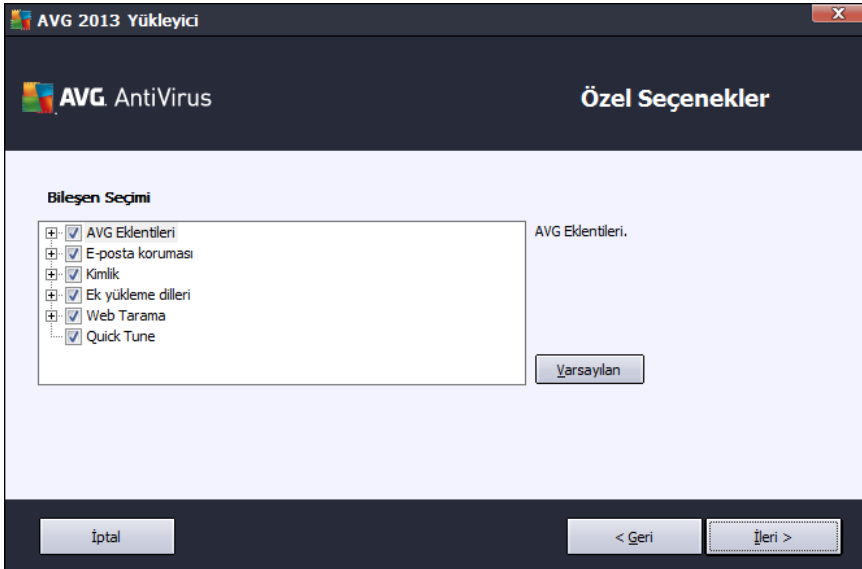 AVG 2013 Yükleyici
AVG AntiVirus
Özel Seçenekler
Bileşen Seçimi
AVG Eklentileri
AVG Eklentileri.
E-posta koruması
Kimlik
Ek yükleme dilleri
Web Tarama
Quick Tune
Varsayılan
İptal
< Geri
İleri >